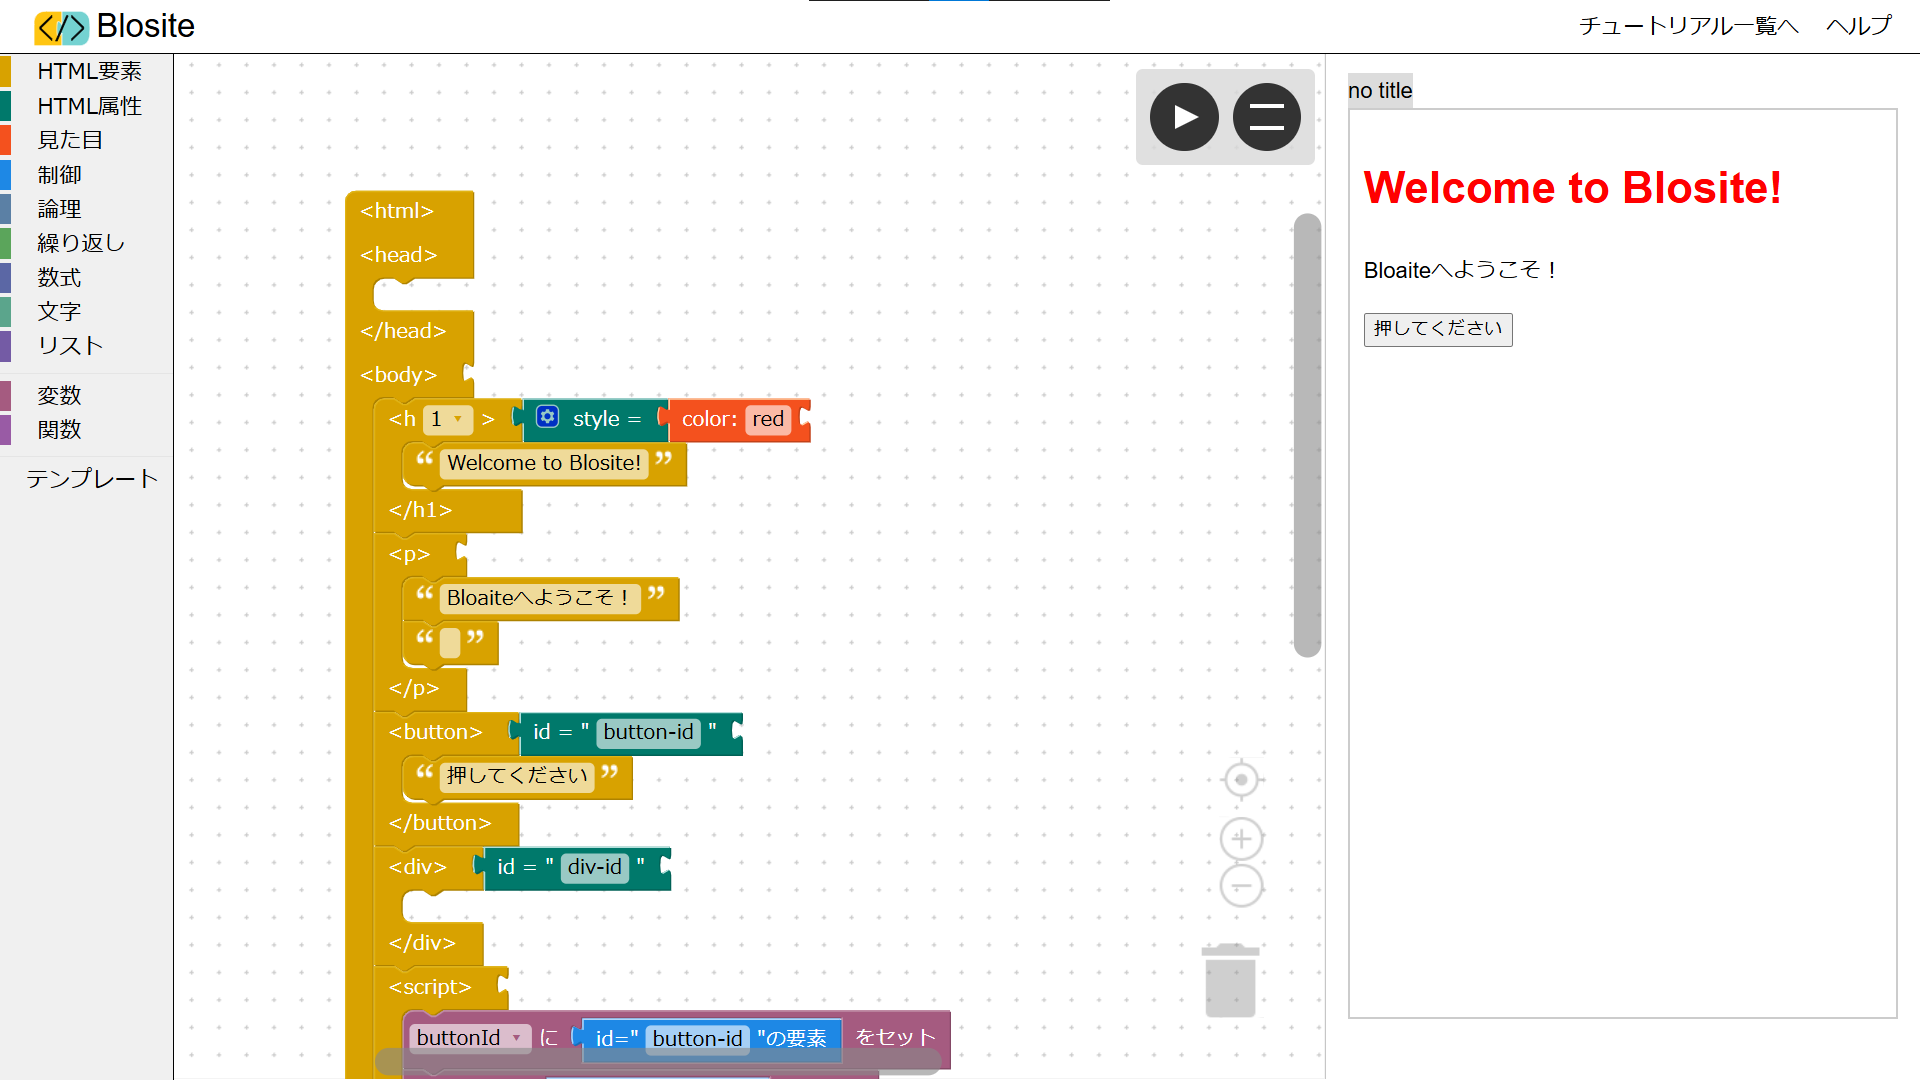 Blosite
チュートリアル一覧へ ヘルプ
HTML要素
HTML属性
見た目
制御
論理
繰り返し
数式
文字
リスト
変数
関数
テンプレート
<html>
<head>
</head>
<body>
<h 1 > style = color: red
“ Welcome to Blosite! ”
</h1>
<p>
“ Bloaiteへようこそ！ ”
“ ”
</p>
<button> id = " button-id "
“ 押してください ”
</button>
<div> id = " div-id "
</div>
<script>
buttonId に id=" button-id "の要素 をセット
no title
Welcome to Blosite!
Bloaiteへようこそ！
押してください